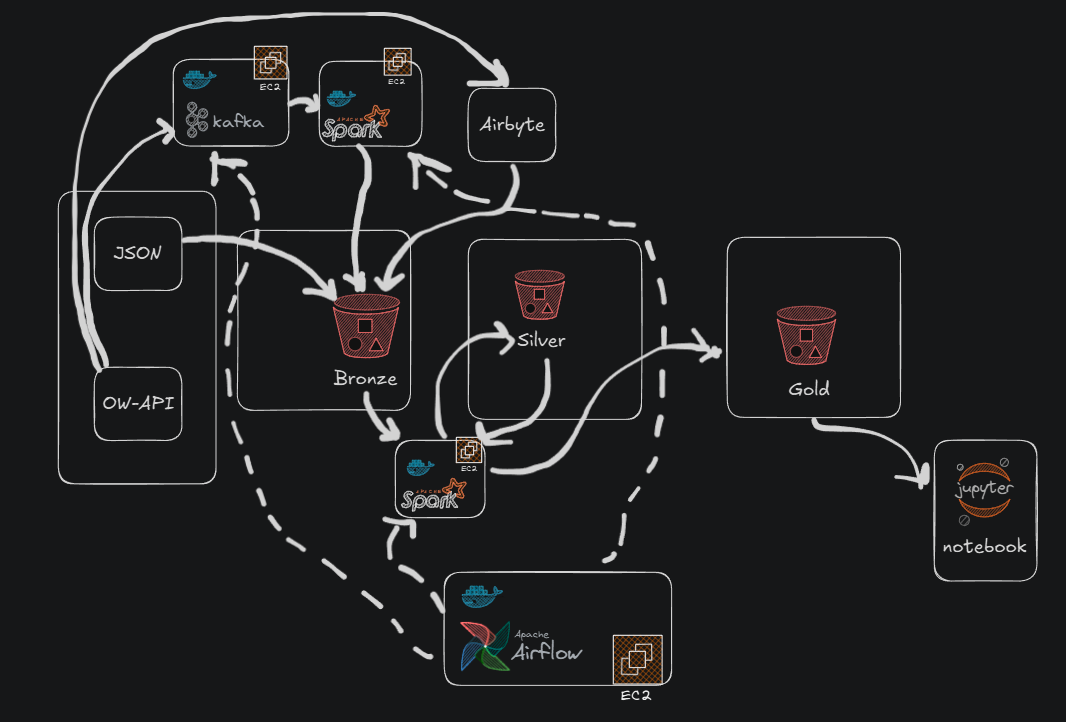 EC2
kafka
EC2
APACHE
Spark
Airbyte
JSON
OW-API
Bronze
Silver
Gold
EC2
APACHE
Spark
jupyter
notebook
Apache
Airflow
EC2